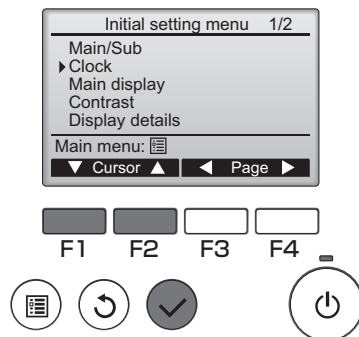 Initial setting menu 1/2
Main/Sub
Clock
Main display
Contrast
Display details
Main menu:
Cursor Page
F1 F2 F3 F4